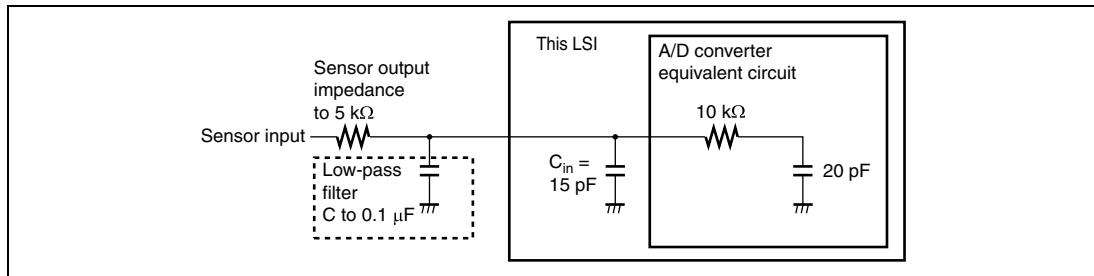 This LSI
A/D converter
equivalent circuit
Sensor output
impedance
to 5 kΩ
10 kΩ
Sensor input
Low-pass
filter
C to 0.1 μF
C_in =
15 pF
20 pF